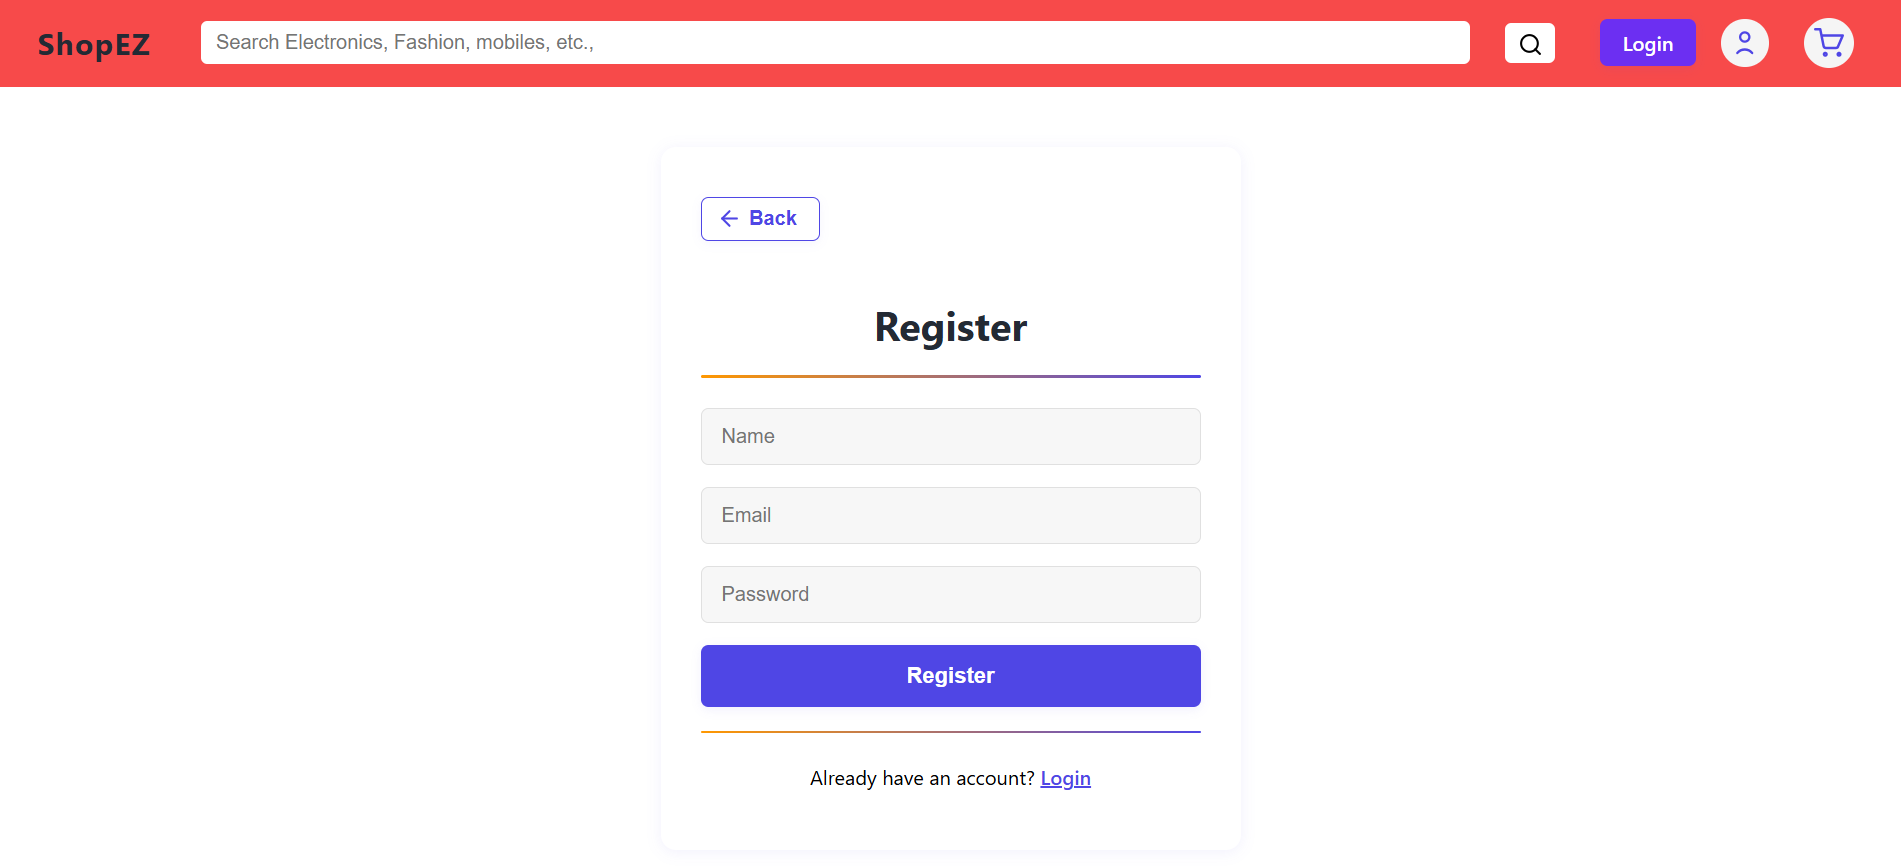 ShopEZ
Search Electronics, Fashion, mobiles, etc.,
Login
Back
Register
Name
Email
Password
Register
Already have an account? Login